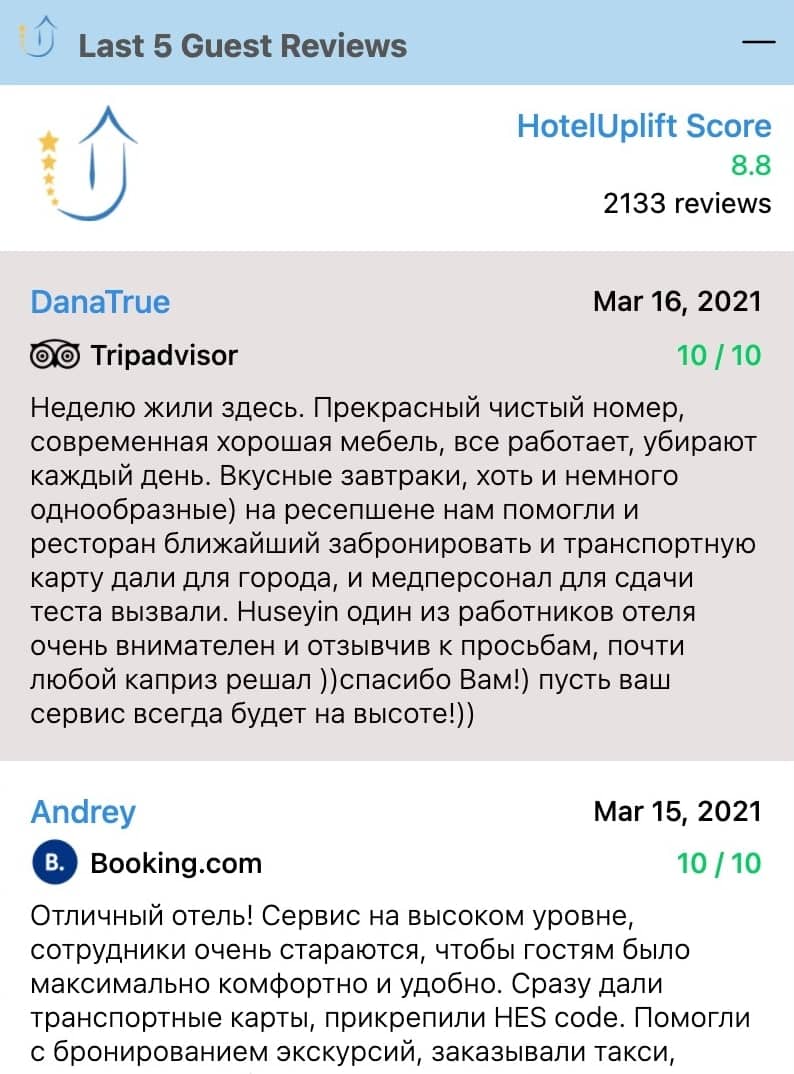 Last 5 Guest Reviews
HotelUplift Score
8.8
2133 reviews
DanaTrue
Mar 16, 2021
Tripadvisor
10 / 10
Неделю жили здесь. Прекрасный чистый номер,
современная хорошая мебель, все работает, убирают
каждый день. Вкусные завтраки, хоть и немного
однообразные) на ресепшене нам помогли и
ресторан ближайший забронировать и транспортную
карту дали для города, и медперсонал для сдачи
теста вызвали. Huseyin один из работников отеля
очень внимателен и отзывчив к просьбам, почти
любой каприз решал ))спасибо Вам!) пусть ваш
сервис всегда будет на высоте!))
Andrey
Mar 15, 2021
B.
Booking.com
10 / 10
Отличный отель! Сервис на высоком уровне,
сотрудники очень стараются, чтобы гостям было
максимально комфортно и удобно. Сразу дали
транспортные карты, прикрепили HES code. Помогли
с бронированием экскурсий, заказывали такси,